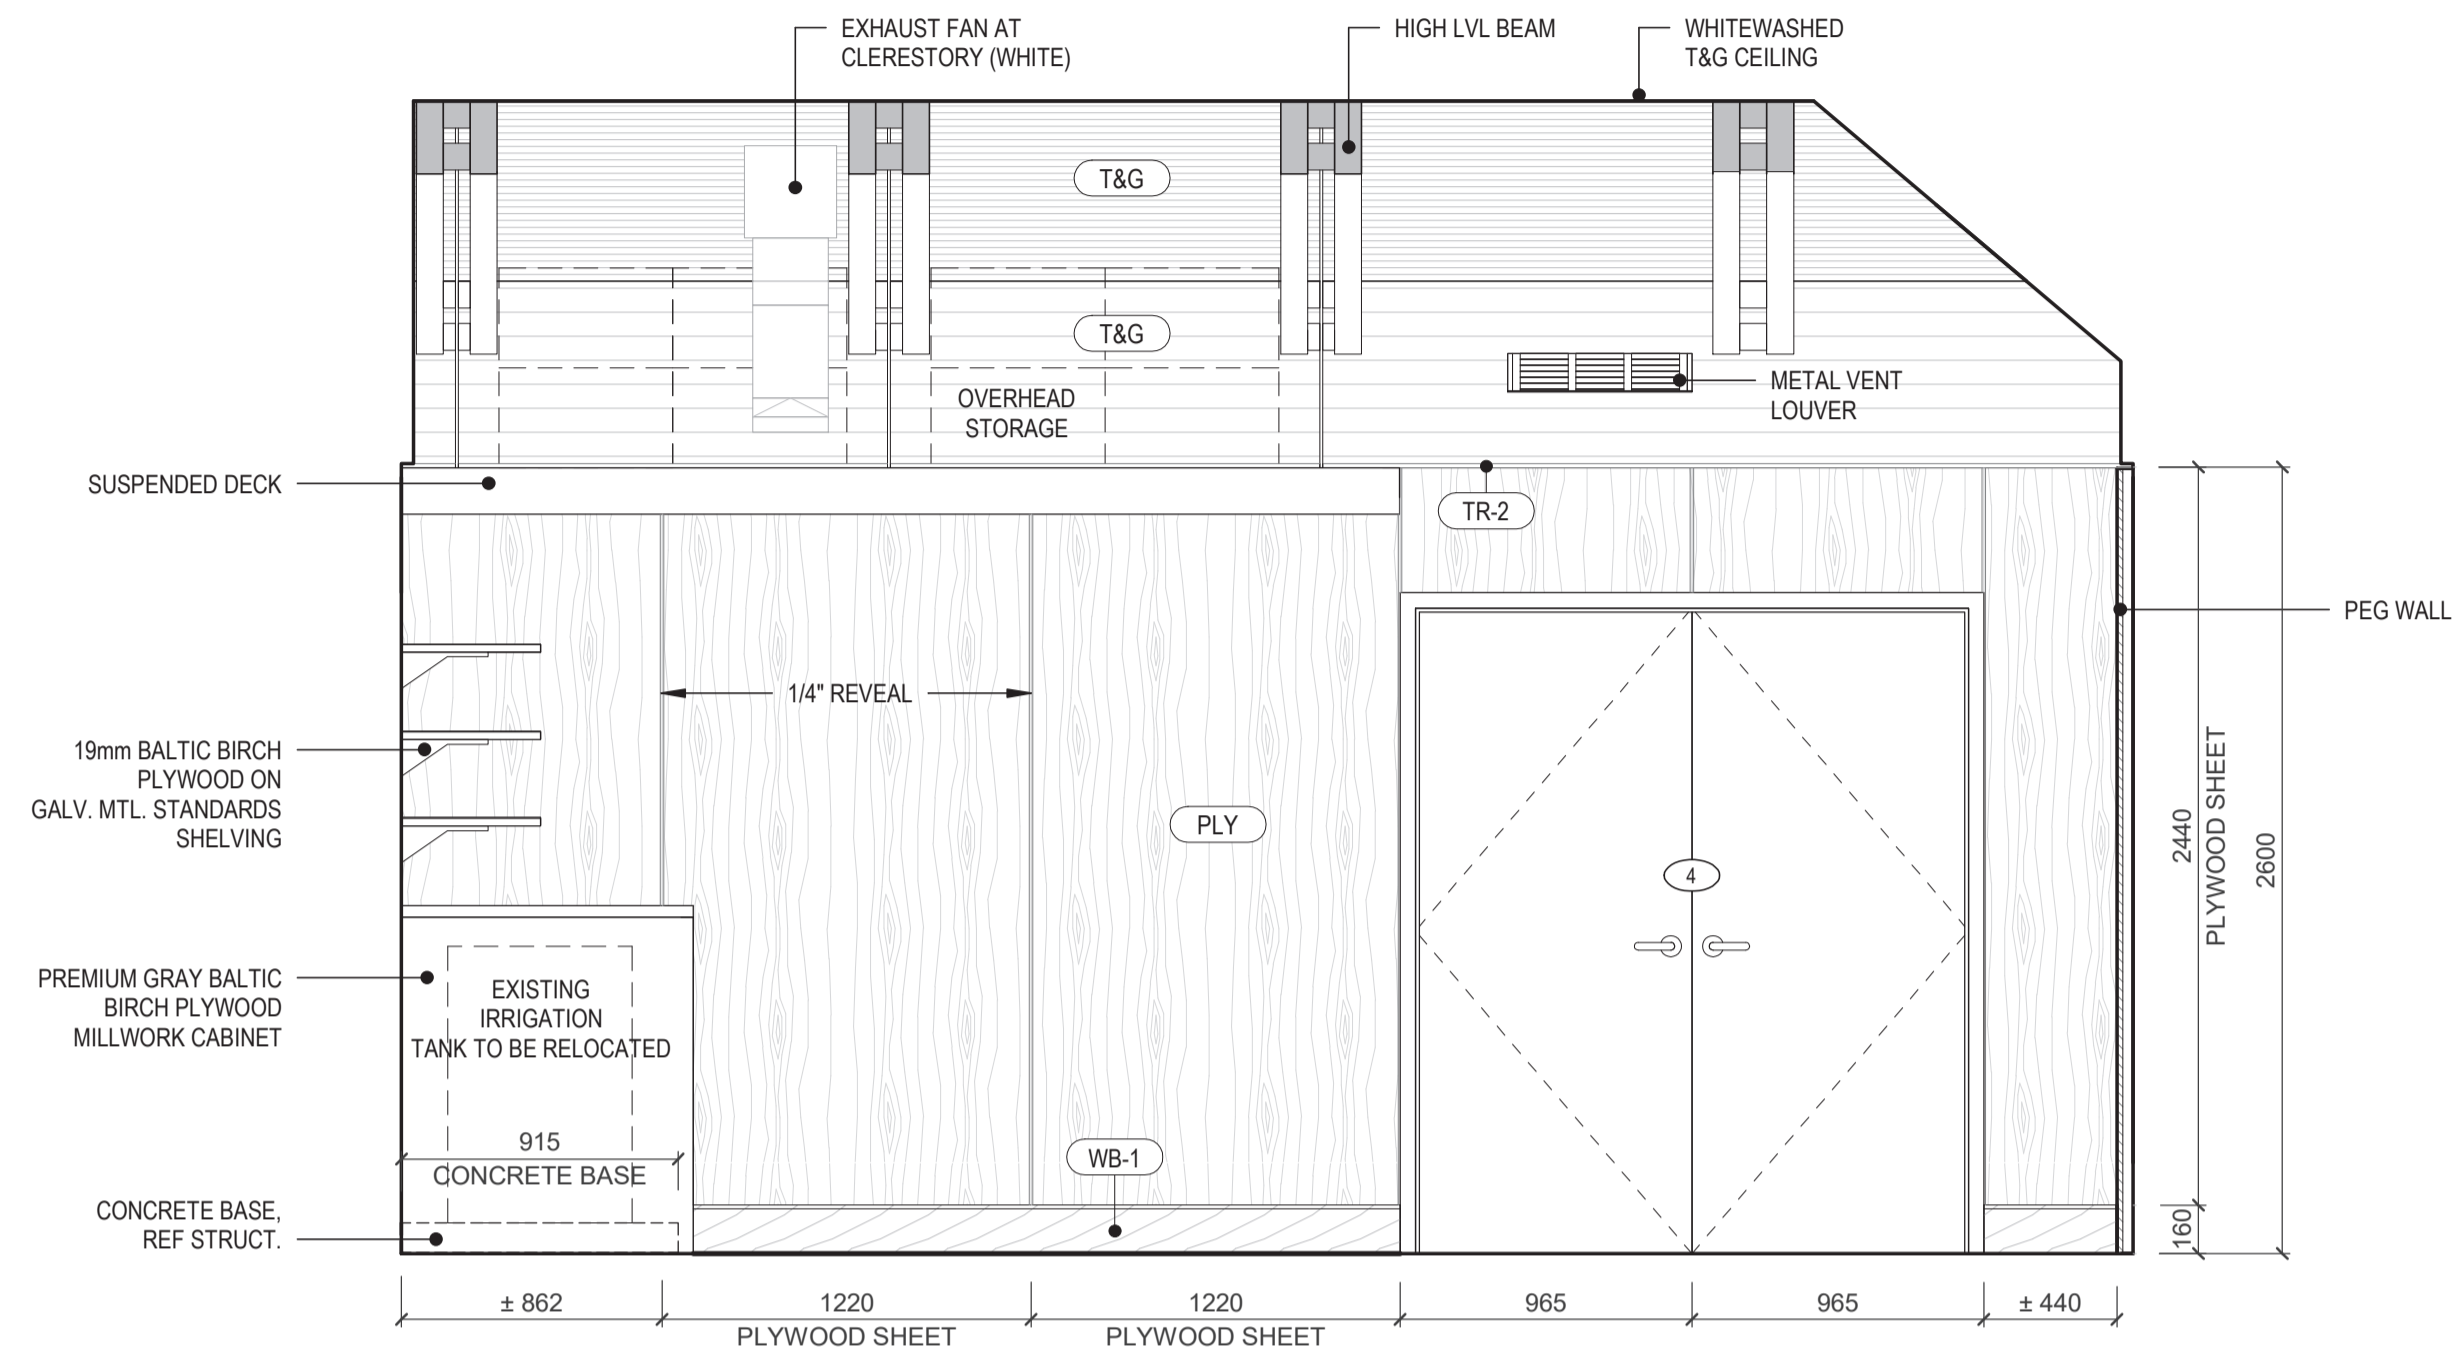 EXHAUST FAN AT
CLERESTORY (WHITE)
HIGH LVL BEAM
WHITEWASHED
T&G CEILING
T&G
T&G
OVERHEAD
STORAGE
METAL VENT
LOUVER
SUSPENDED DECK
TR-2
PEG WALL
1/4" REVEAL
19mm BALTIC BIRCH
PLYWOOD ON
GALV. MTL. STANDARDS
SHELVING
PLY
4
2440
PLYWOOD SHEET
2600
PREMIUM GRAY BALTIC
BIRCH PLYWOOD
MILLWORK CABINET
EXISTING
IRRIGATION
TANK TO BE RELOCATED
915
CONCRETE BASE
WB-1
CONCRETE BASE,
REF STRUCT.
160
± 862
1220
PLYWOOD SHEET
1220
PLYWOOD SHEET
965
965
± 440